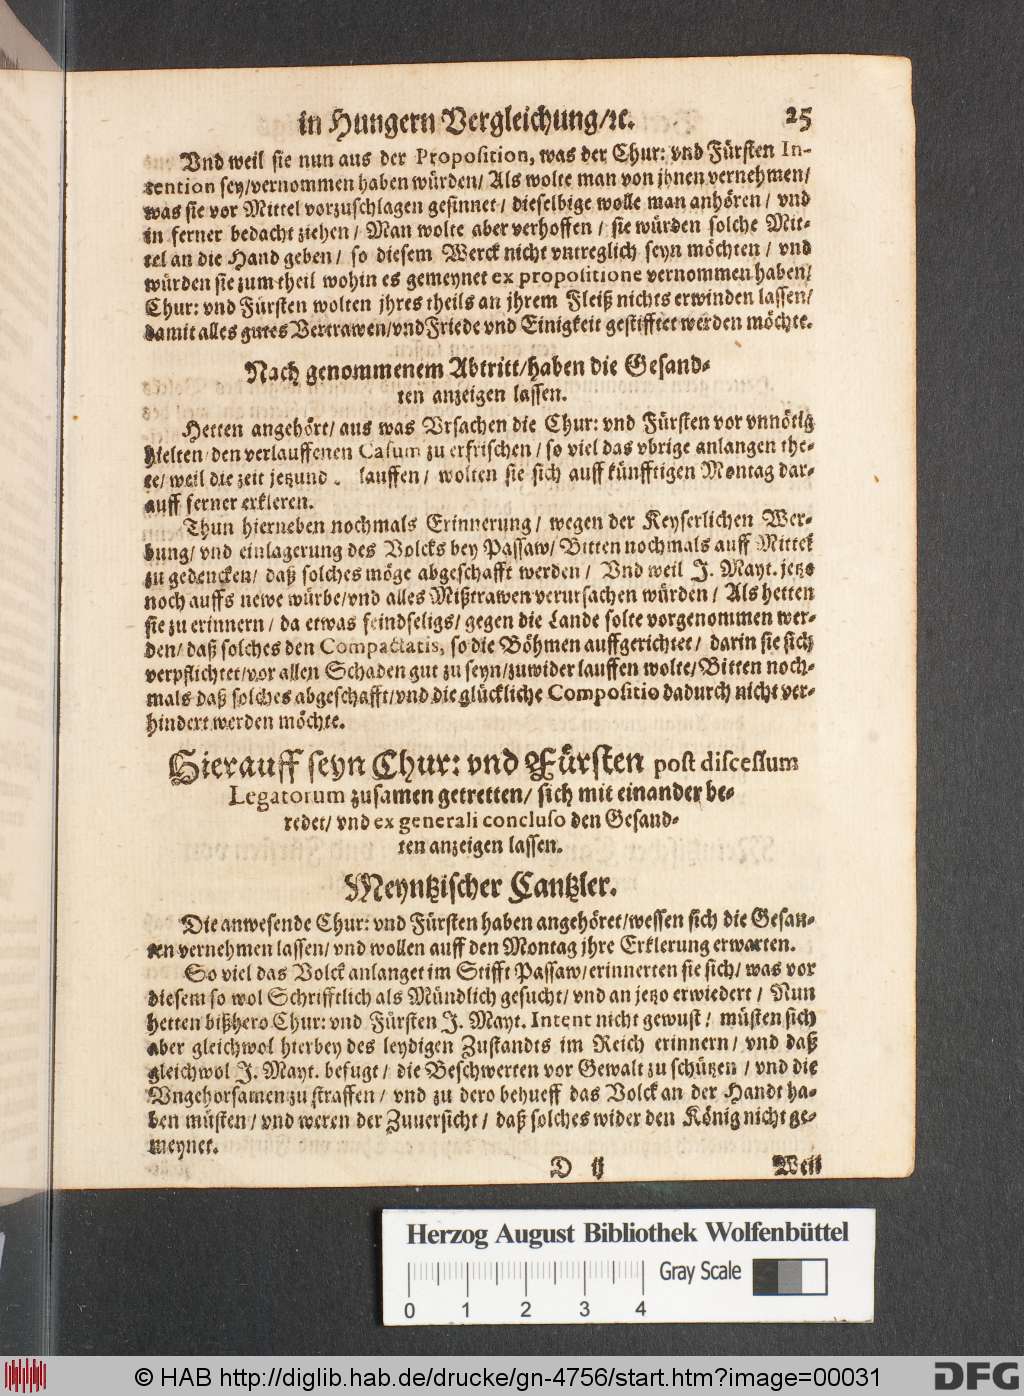 in Hungern Vergleichung/ꝛc. 25
Vnd weil sie nun aus der Proposition, was der Chur: vnd Fürsten In-
tention sey/vernommen haben würden/ Als wolte man von jhnen vernehmen/
was sie vor Mittel vorzuschlagen gesinnet/ dieselbige wolle man anhören/ vnd
in ferner bedacht ziehen/ Man wolte aber verhoffen/ sie würden solche Mit-
tel an die Hand geben/ so diesem Werck nicht vntreglich seyn möchten/ vnd
würden sie zum theil wohin es gemeynet ex propositione vernommen haben/
Chur: vnd Fürsten wolten jhres theils an jhrem Fleiß nichts erwinden lassen/
damit alles gutes Vertrawen/vnd Friede vnd Einigkeit gestifftet werden möchte.
Nach genommenem Abtritt/haben die Gesand-
ten anzeigen lassen.
Hetten angehört/ aus was Vrsachen die Chur: vnd Fürsten vor vnnötig
hielten den verlauffenen Casum zu erfrischen/ so viel das vbrige anlangen the-
te/ weil die zeit jetzund lauffen/ wolten sie sich auff künfftigen Montag dar-
auff ferner erkleren.
Thun hierneben nochmals Erinnerung/ wegen der Keyserlichen Wer-
bung/ vnd einlagerung des Volcks bey Passaw/ Bitten nochmals auff Mittel
zu gedencken/ daß solches möge abgeschafft werden/ Vnd weil J. Mayt. jetzo
noch auffs newe würbe/vnd alles Mißtrawen verursachen würden/ Als hetten
sie zu erinnern/ da etwas feindseligs/ gegen die Lande solte vorgenommen wer-
den/ daß solches den Compactatis, so die Böhmen auffgerichtet/ darin sie sich
verpflichtet/vor allen Schaden gut zu seyn/zuwider lauffen wolte/ Bitten noch-
mals daß solches abgeschafft/vnd die glückliche Compositio dadurch nicht ver-
hindert werden möchte.
Hierauff seyn Chur: vnd Fürsten post discessum
Legatorum zusamen getretten/ sich mit einander be-
redet/ vnd ex generali concluso den Gesand-
ten anzeigen lassen.
Meyntzischer Cantzler.
Die anwesende Chur: vnd Fürsten haben angehöret/wessen sich die Gesan-
ten vernehmen lassen/ vnd wollen auff den Montag jhre Erklerung erwarten.
So viel das Volck anlanget im Stifft Passaw/erinnerten sie sich/ was vor
diesem so wol Schrifftlich als Mündlich gesucht/ vnd an jetzo erwiedert/ Nun
hetten bißhero Chur: vnd Fürsten J. Mayt. Intent nicht gewust/ müsten sich
aber gleichwol hierbey des leydigen Zustandts im Reich erinnern/ vnd daß
gleichwol J. Mayt. befugt/ die Beschwerten vor Gewalt zu schützen/ vnd die
Vngehorsamen zu straffen/ vnd zu dero behueff das Volck an der Handt ha-
ben müsten/ vnd weren der Zuuersicht/ daß solches wider den König nicht ge-
meynet.
D ij Weil
Herzog August Bibliothek Wolfenbüttel
Gray Scale
0 1 2 3 4
© HAB http://diglib.hab.de/drucke/gn-4756/start.htm?image=00031
DFG